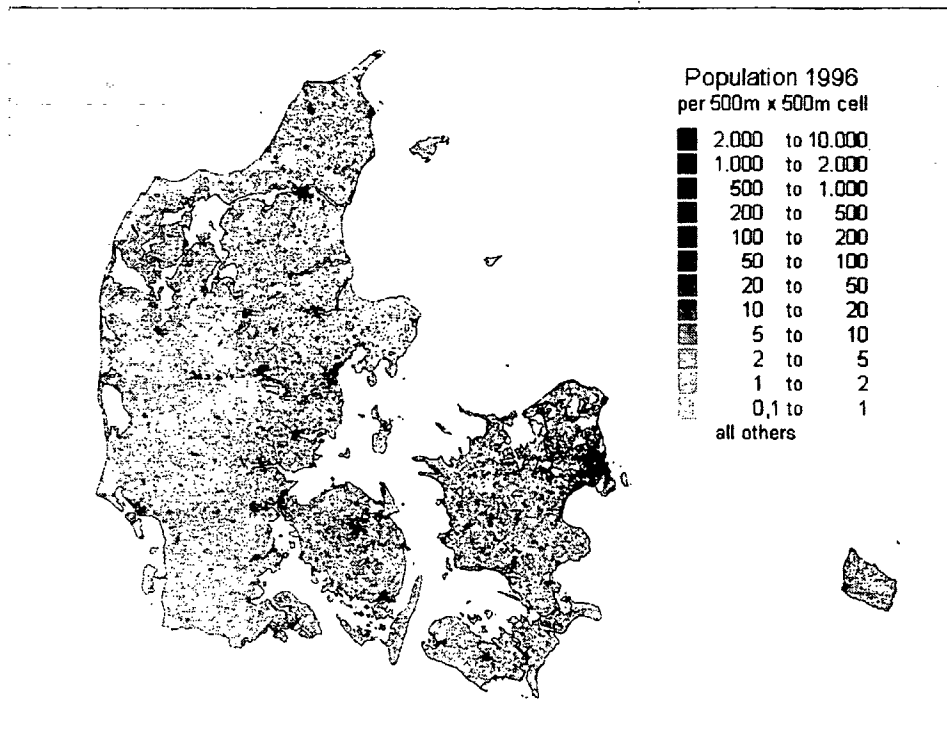 Population 1996
per 500m x 500m cell
2.000 to 10.000
1.000 to 2.000
500 to 1.000
200 to 500
100 to 200
50 to 100
20 to 50
10 to 20
5 to 10
2 to 5
1 to 2
0,1 to 1
all others